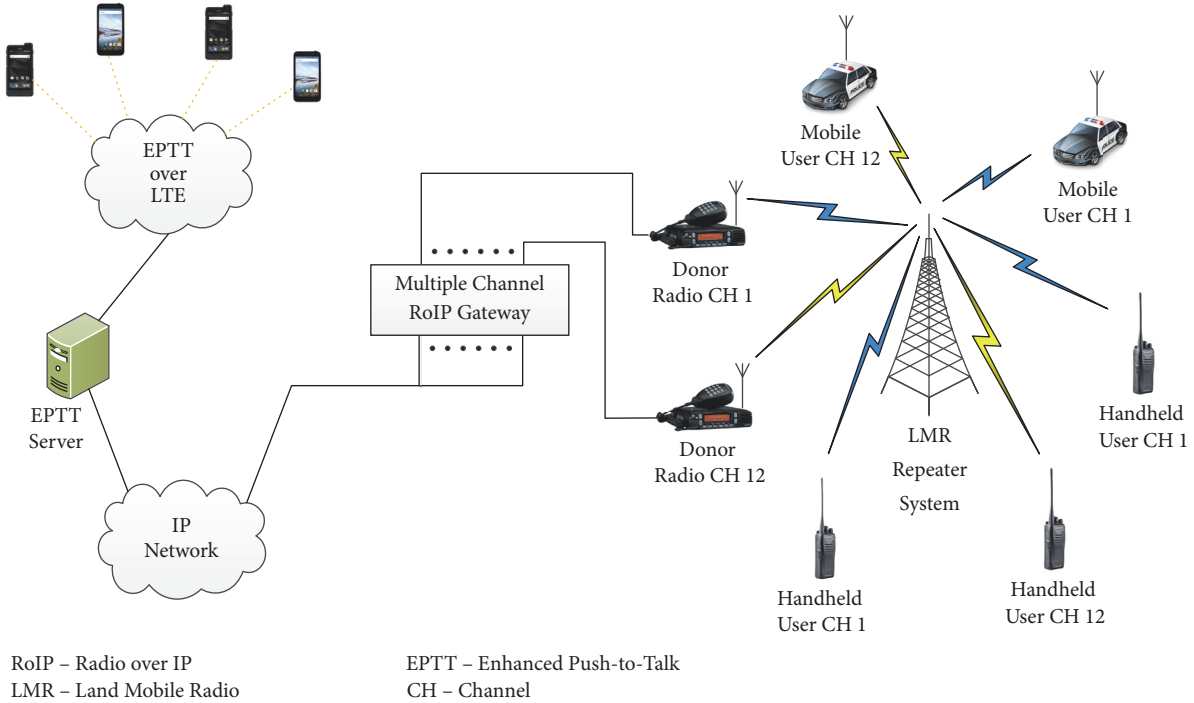 EPTT
over
LTE
EPTT
Server
IP
Network
Multiple Channel
RoIP Gateway
Donor
Radio CH 1
Donor
Radio CH 12
Mobile
User CH 12
Mobile
User CH 1
POLICE
POLICE
LMR
Repeater
System
Handheld
User CH 1
Handheld
User CH 12
Handheld
User CH 1
RoIP – Radio over IP
LMR – Land Mobile Radio
EPTT – Enhanced Push-to-Talk
CH – Channel